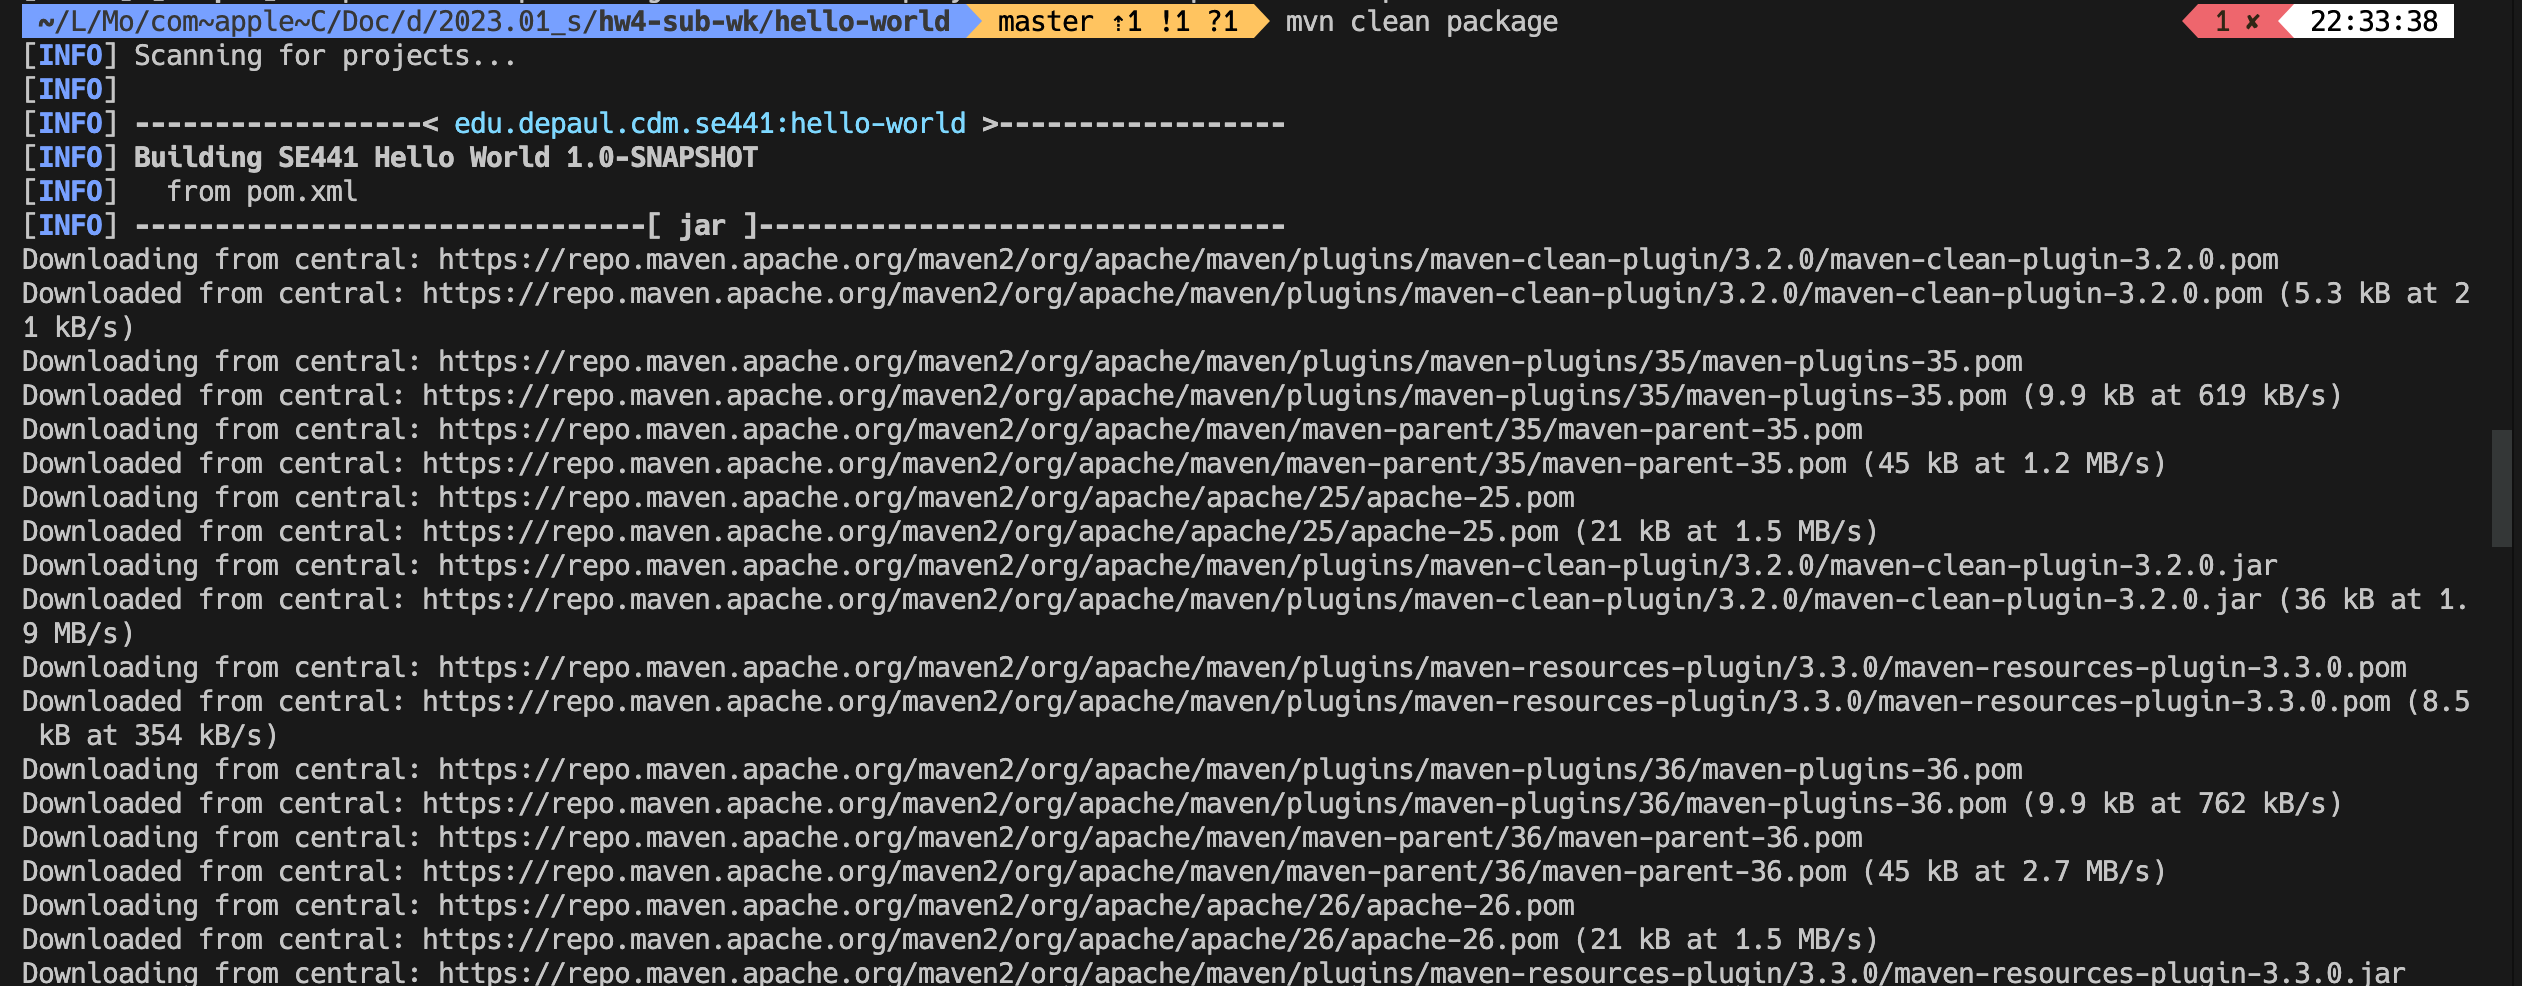 ~/L/Mo/com~apple~C/Doc/d/2023.01_s/hw4-sub-wk/hello-world master ⇡1 !1 ?1 mvn clean package 1 ✘ 22:33:38
[INFO] Scanning for projects...
[INFO]
[INFO] ------------------< edu.depaul.cdm.se441:hello-world >------------------
[INFO] Building SE441 Hello World 1.0-SNAPSHOT
[INFO]   from pom.xml
[INFO] --------------------------------[ jar ]---------------------------------
Downloading from central: https://repo.maven.apache.org/maven2/org/apache/maven/plugins/maven-clean-plugin/3.2.0/maven-clean-plugin-3.2.0.pom
Downloaded from central: https://repo.maven.apache.org/maven2/org/apache/maven/plugins/maven-clean-plugin/3.2.0/maven-clean-plugin-3.2.0.pom (5.3 kB at 2
1 kB/s)
Downloading from central: https://repo.maven.apache.org/maven2/org/apache/maven/plugins/maven-plugins/35/maven-plugins-35.pom
Downloaded from central: https://repo.maven.apache.org/maven2/org/apache/maven/plugins/maven-plugins/35/maven-plugins-35.pom (9.9 kB at 619 kB/s)
Downloading from central: https://repo.maven.apache.org/maven2/org/apache/maven/maven-parent/35/maven-parent-35.pom
Downloaded from central: https://repo.maven.apache.org/maven2/org/apache/maven/maven-parent/35/maven-parent-35.pom (45 kB at 1.2 MB/s)
Downloading from central: https://repo.maven.apache.org/maven2/org/apache/apache/25/apache-25.pom
Downloaded from central: https://repo.maven.apache.org/maven2/org/apache/apache/25/apache-25.pom (21 kB at 1.5 MB/s)
Downloading from central: https://repo.maven.apache.org/maven2/org/apache/maven/plugins/maven-clean-plugin/3.2.0/maven-clean-plugin-3.2.0.jar
Downloaded from central: https://repo.maven.apache.org/maven2/org/apache/maven/plugins/maven-clean-plugin/3.2.0/maven-clean-plugin-3.2.0.jar (36 kB at 1.
9 MB/s)
Downloading from central: https://repo.maven.apache.org/maven2/org/apache/maven/plugins/maven-resources-plugin/3.3.0/maven-resources-plugin-3.3.0.pom
Downloaded from central: https://repo.maven.apache.org/maven2/org/apache/maven/plugins/maven-resources-plugin/3.3.0/maven-resources-plugin-3.3.0.pom (8.5
 kB at 354 kB/s)
Downloading from central: https://repo.maven.apache.org/maven2/org/apache/maven/plugins/maven-plugins/36/maven-plugins-36.pom
Downloaded from central: https://repo.maven.apache.org/maven2/org/apache/maven/plugins/maven-plugins/36/maven-plugins-36.pom (9.9 kB at 762 kB/s)
Downloading from central: https://repo.maven.apache.org/maven2/org/apache/maven/maven-parent/36/maven-parent-36.pom
Downloaded from central: https://repo.maven.apache.org/maven2/org/apache/maven/maven-parent/36/maven-parent-36.pom (45 kB at 2.7 MB/s)
Downloading from central: https://repo.maven.apache.org/maven2/org/apache/apache/26/apache-26.pom
Downloaded from central: https://repo.maven.apache.org/maven2/org/apache/apache/26/apache-26.pom (21 kB at 1.5 MB/s)
Downloading from central: https://repo.maven.apache.org/maven2/org/apache/maven/plugins/maven-resources-plugin/3.3.0/maven-resources-plugin-3.3.0.jar